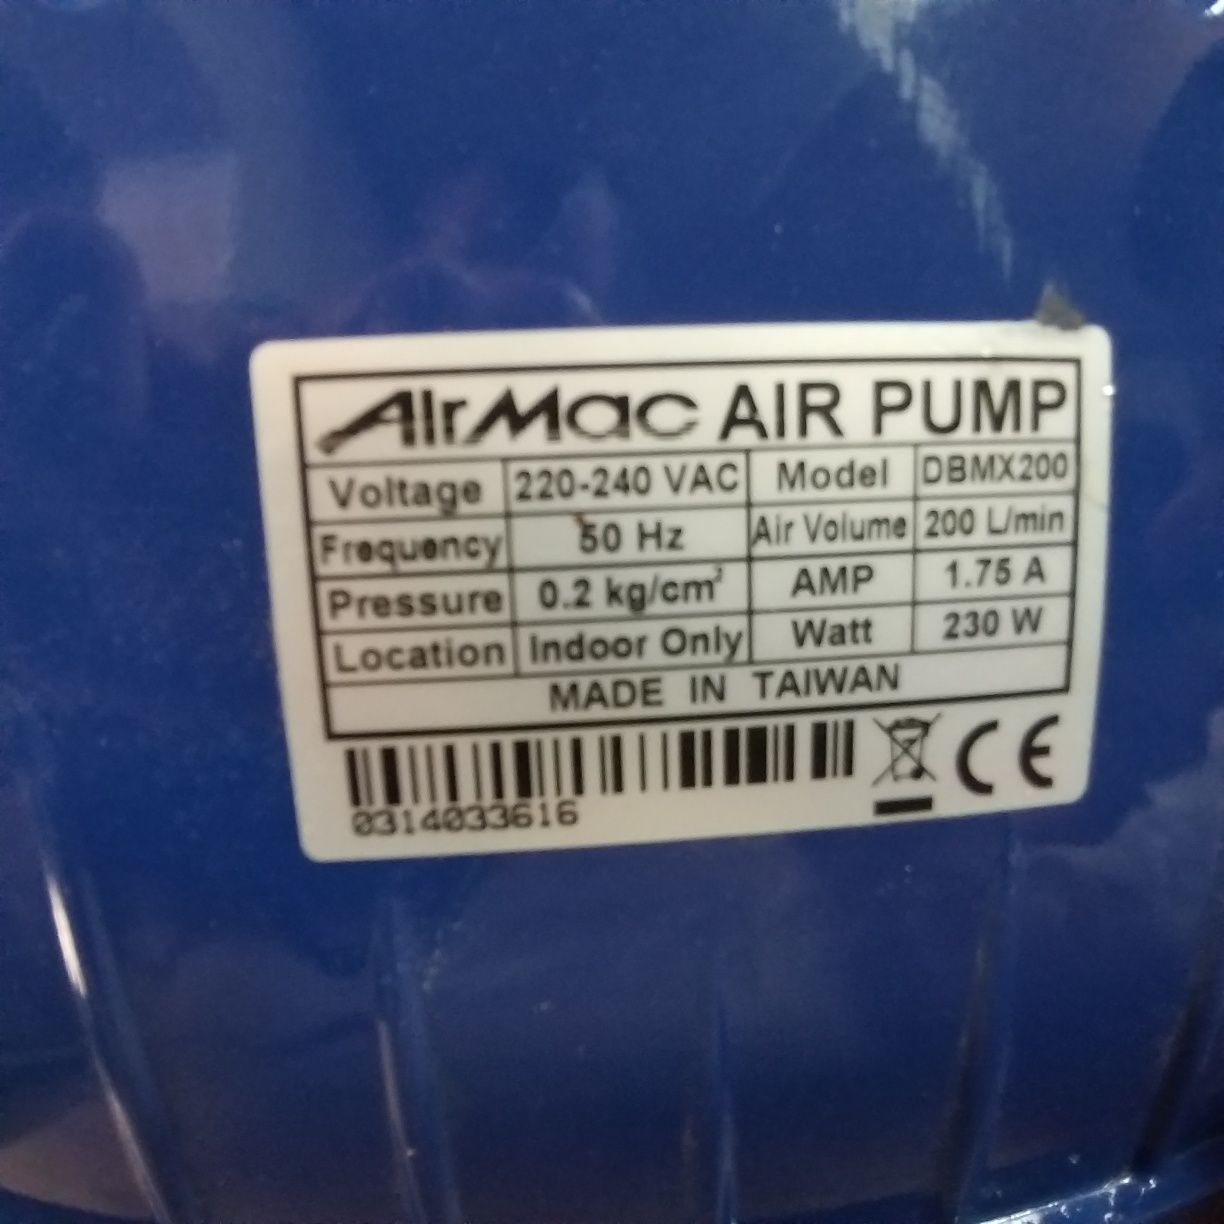 AirMac AIR PUMP
Voltage 220-240 VAC Model DBMX200
Frequency 50 Hz Air Volume 200 L/min
Pressure 0.2 kg/cm² AMP 1.75 A
Location Indoor Only Watt 230 W
MADE IN TAIWAN
0314033616
CE